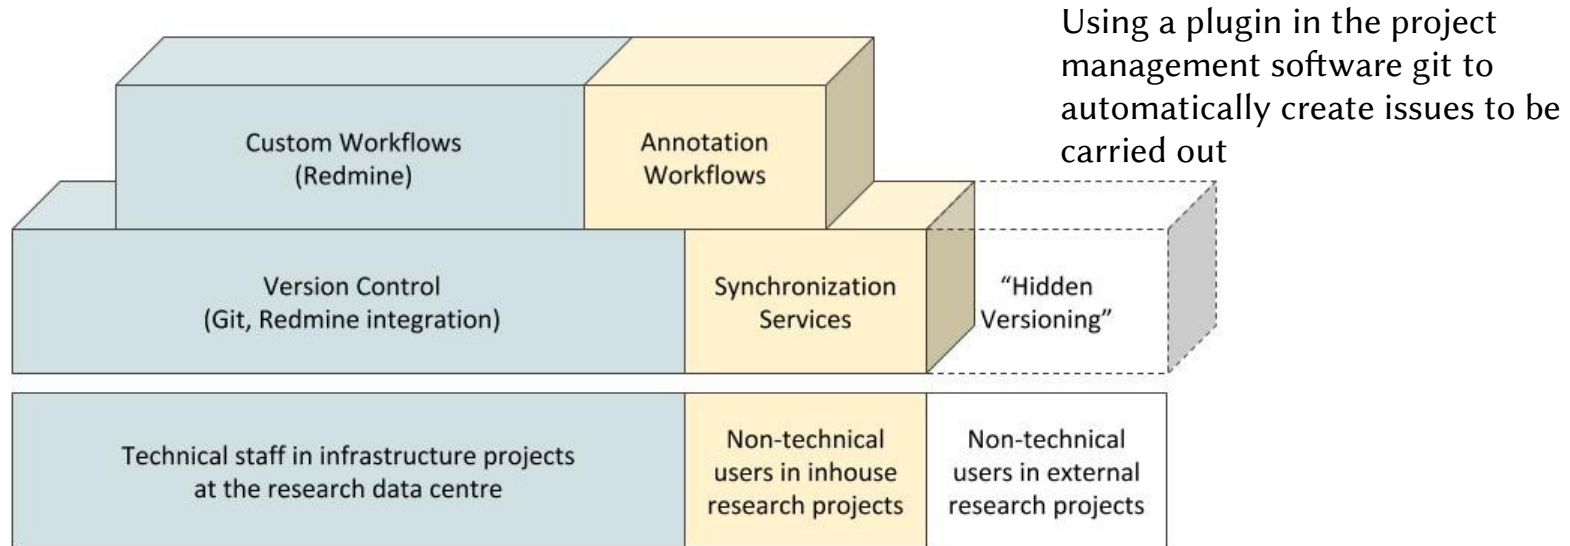 Using a plugin in the project
management software git to
automatically create issues to be
carried out
Custom Workflows
(Redmine)
Annotation
Workflows
Version Control
(Git, Redmine integration)
Synchronization
Services
“Hidden
Versioning”
Technical staff in infrastructure projects
at the research data centre
Non-technical
users in inhouse
research projects
Non-technical
users in external
research projects